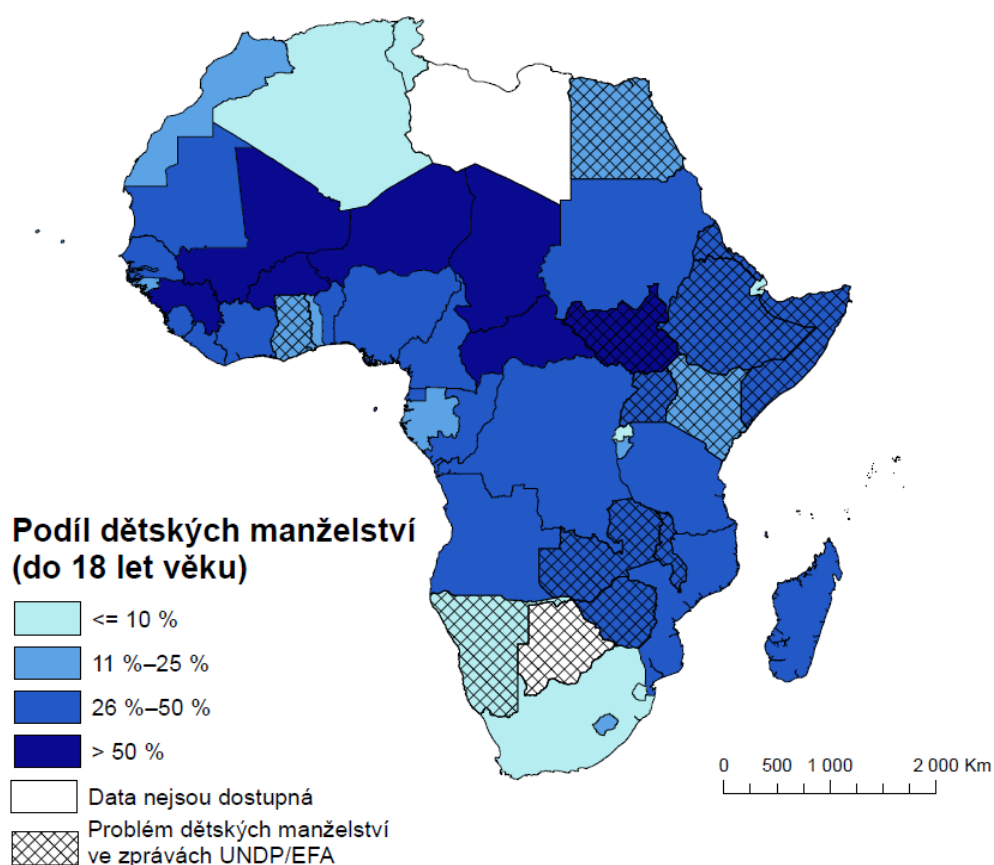 Podíl dětských manželství
(do 18 let věku)
<= 10 %
11 %–25 %
26 %–50 %
> 50 %
Data nejsou dostupná
Problém dětských manželství
ve zprávách UNDP/EFA
0 500 1 000 2 000 Km